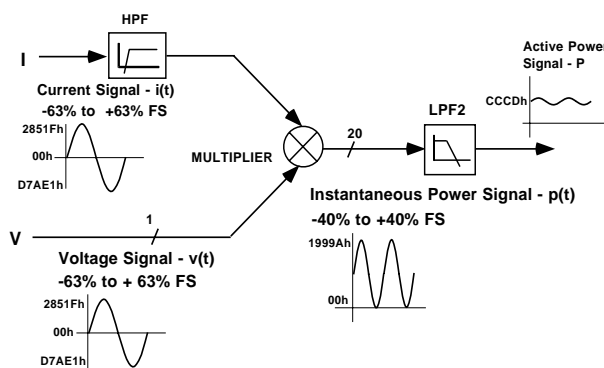 HPF
I
Current Signal - i(t)
-63% to +63% FS
2851Fh
00h
D7AE1h
MULTIPLIER
20
LPF2
Active Power
Signal - P
CCCDh
Instantaneous Power Signal - p(t)
-40% to +40% FS
1999Ah
00h
V
1
Voltage Signal - v(t)
-63% to + 63% FS
2851Fh
00h
D7AE1h